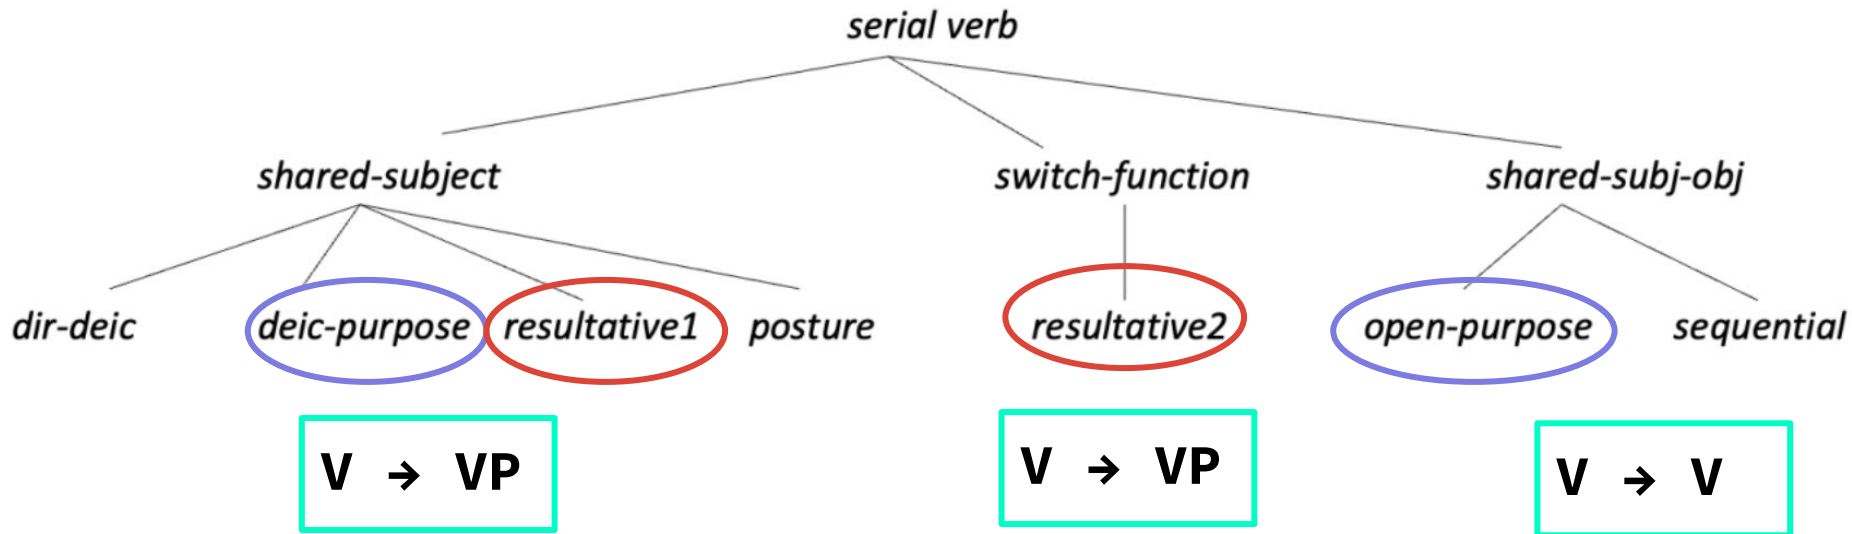 serial verb
shared-subject switch-function shared-subj-obj
dir-deic deic-purpose resultative1 posture resultative2 open-purpose sequential
V → VP V → VP V → V